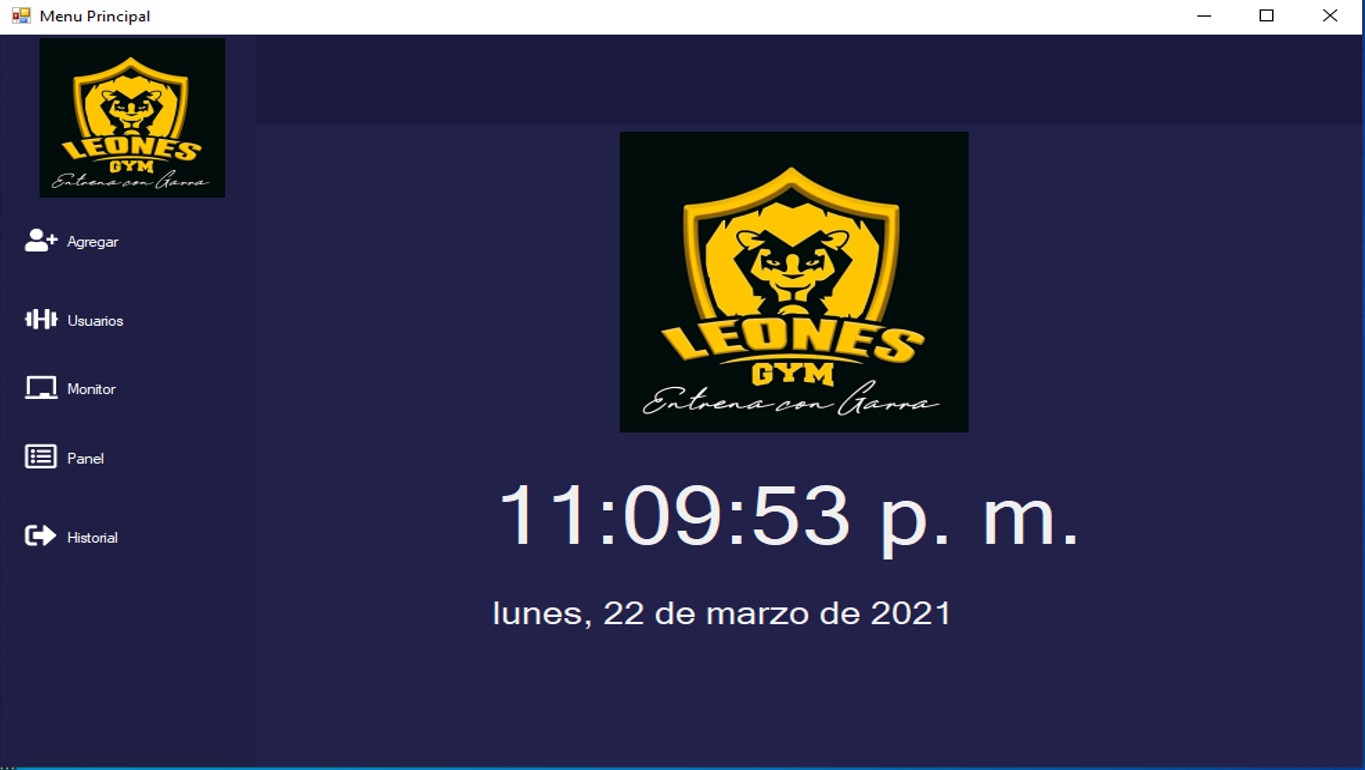 Menu Principal
LEONES
GYM
Entrena con Garra
Agregar
Usuarios
Monitor
Panel
Historial
LEONES
GYM
Entrena con Garra
11:09:53 p. m.
lunes, 22 de marzo de 2021